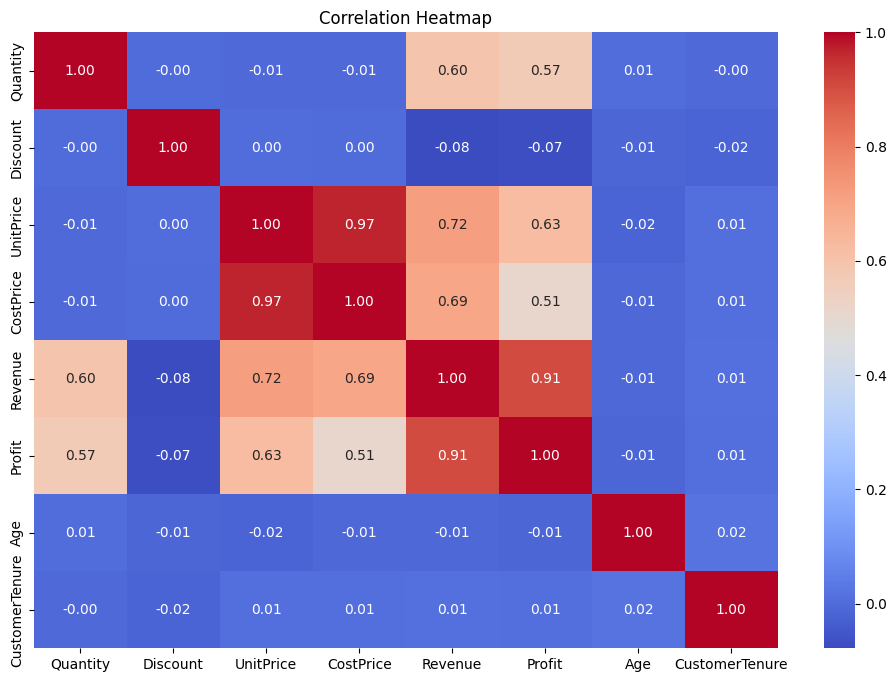 Correlation Heatmap
Quantity 1.00 -0.00 -0.01 -0.01 0.60 0.57 0.01 -0.00
Discount -0.00 1.00 0.00 0.00 -0.08 -0.07 -0.01 -0.02
UnitPrice -0.01 0.00 1.00 0.97 0.72 0.63 -0.02 0.01
CostPrice -0.01 0.00 0.97 1.00 0.69 0.51 -0.01 0.01
Revenue 0.60 -0.08 0.72 0.69 1.00 0.91 -0.01 0.01
Profit 0.57 -0.07 0.63 0.51 0.91 1.00 -0.01 0.01
Age 0.01 -0.01 -0.02 -0.01 -0.01 -0.01 1.00 0.02
CustomerTenure -0.00 -0.02 0.01 0.01 0.01 0.01 0.02 1.00
Quantity Discount UnitPrice CostPrice Revenue Profit Age CustomerTenure
1.0
0.8
0.6
0.4
0.2
0.0